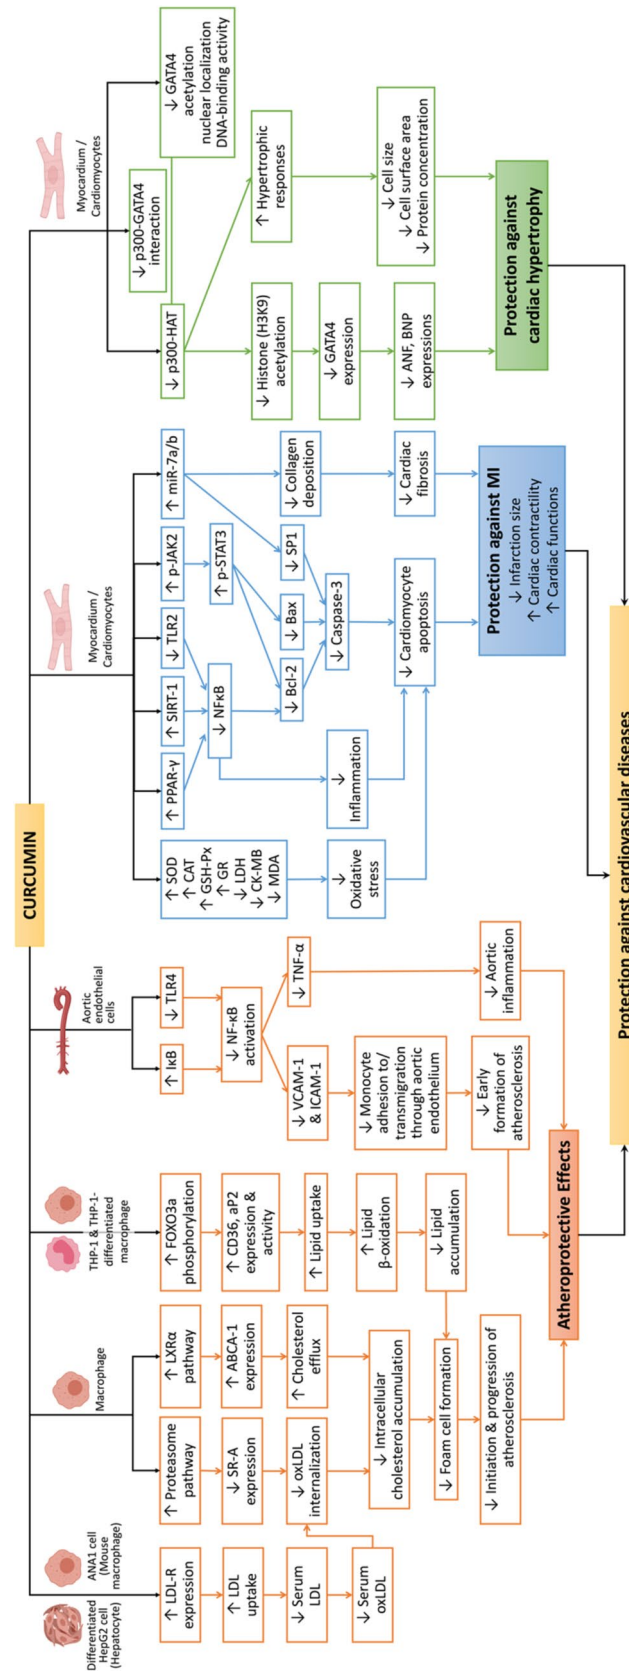 CURCUMIN
Differentiated
HepG2 cell
(Hepatocyte)
ANA1 cell
(Mouse
macrophage)
↑ LDL-R
expression
↑ LDL
uptake
↓ Serum
LDL
↓ Serum
oxLDL
Macrophage
↑ Proteasome
pathway
↓ SR-A
expression
↓ oxLDL
internalization
↑ LXRα
pathway
↑ ABCA-1
expression
↑ Cholesterol
efflux
↓ Intracellular
cholesterol accumulation
↓ Foam cell formation
↓ Initiation & progression of
atherosclerosis
THP-1 & THP-1-
differentiated
macrophage
↑ FOXO3a
phosphorylation
↑ CD36, aP2
expression &
activity
↑ Lipid uptake
↑ Lipid
β-oxidation
↓ Lipid
accumulation
Aortic
endothelial
cells
↑ IκB
↓ TLR4
↓ NF-κB
activation
↓ VCAM-1
& ICAM-1
↓ TNF-α
↓ Monocyte
adhesion to/
transmigration
through aortic
endothelium
↓ Early
formation of
atherosclerosis
↓ Aortic
inflammation
Atheroprotective Effects
Myocardium /
Cardiomyocytes
↑ SOD
↑ CAT
↑ GSH-Px
↑ GR
↓ LDH
↓ CK-MB
↓ MDA
↓
Oxidative
stress
↑ PPAR-γ
↑ SIRT-1
↓ TLR2
↑ p-JAK2
↑ miR-7a/b
↓ NFκB
↑ p-STAT3
↓ Bcl-2
↓ Bax
↓ SP1
↓ Collagen
deposition
↓
Inflammation
↓ Caspase-3
↓ Cardiomyocyte
apoptosis
↓ Cardiac
fibrosis
Protection against MI
↓ Infarction size
↑ Cardiac contractility
↑ Cardiac functions
Myocardium /
Cardiomyocytes
↓ p300-HAT
↓ p300-GATA4
interaction
↓ GATA4
acetylation
nuclear localization
DNA-binding activity
↓ Histone (H3K9)
acetylation
↑ Hypertrophic
responses
↓ GATA4
expression
↓ ANF, BNP
expressions
↓ Cell size
↓ Cell surface area
↓ Protein concentration
Protection against
cardiac hypertrophy
Protection against cardiovascular diseases